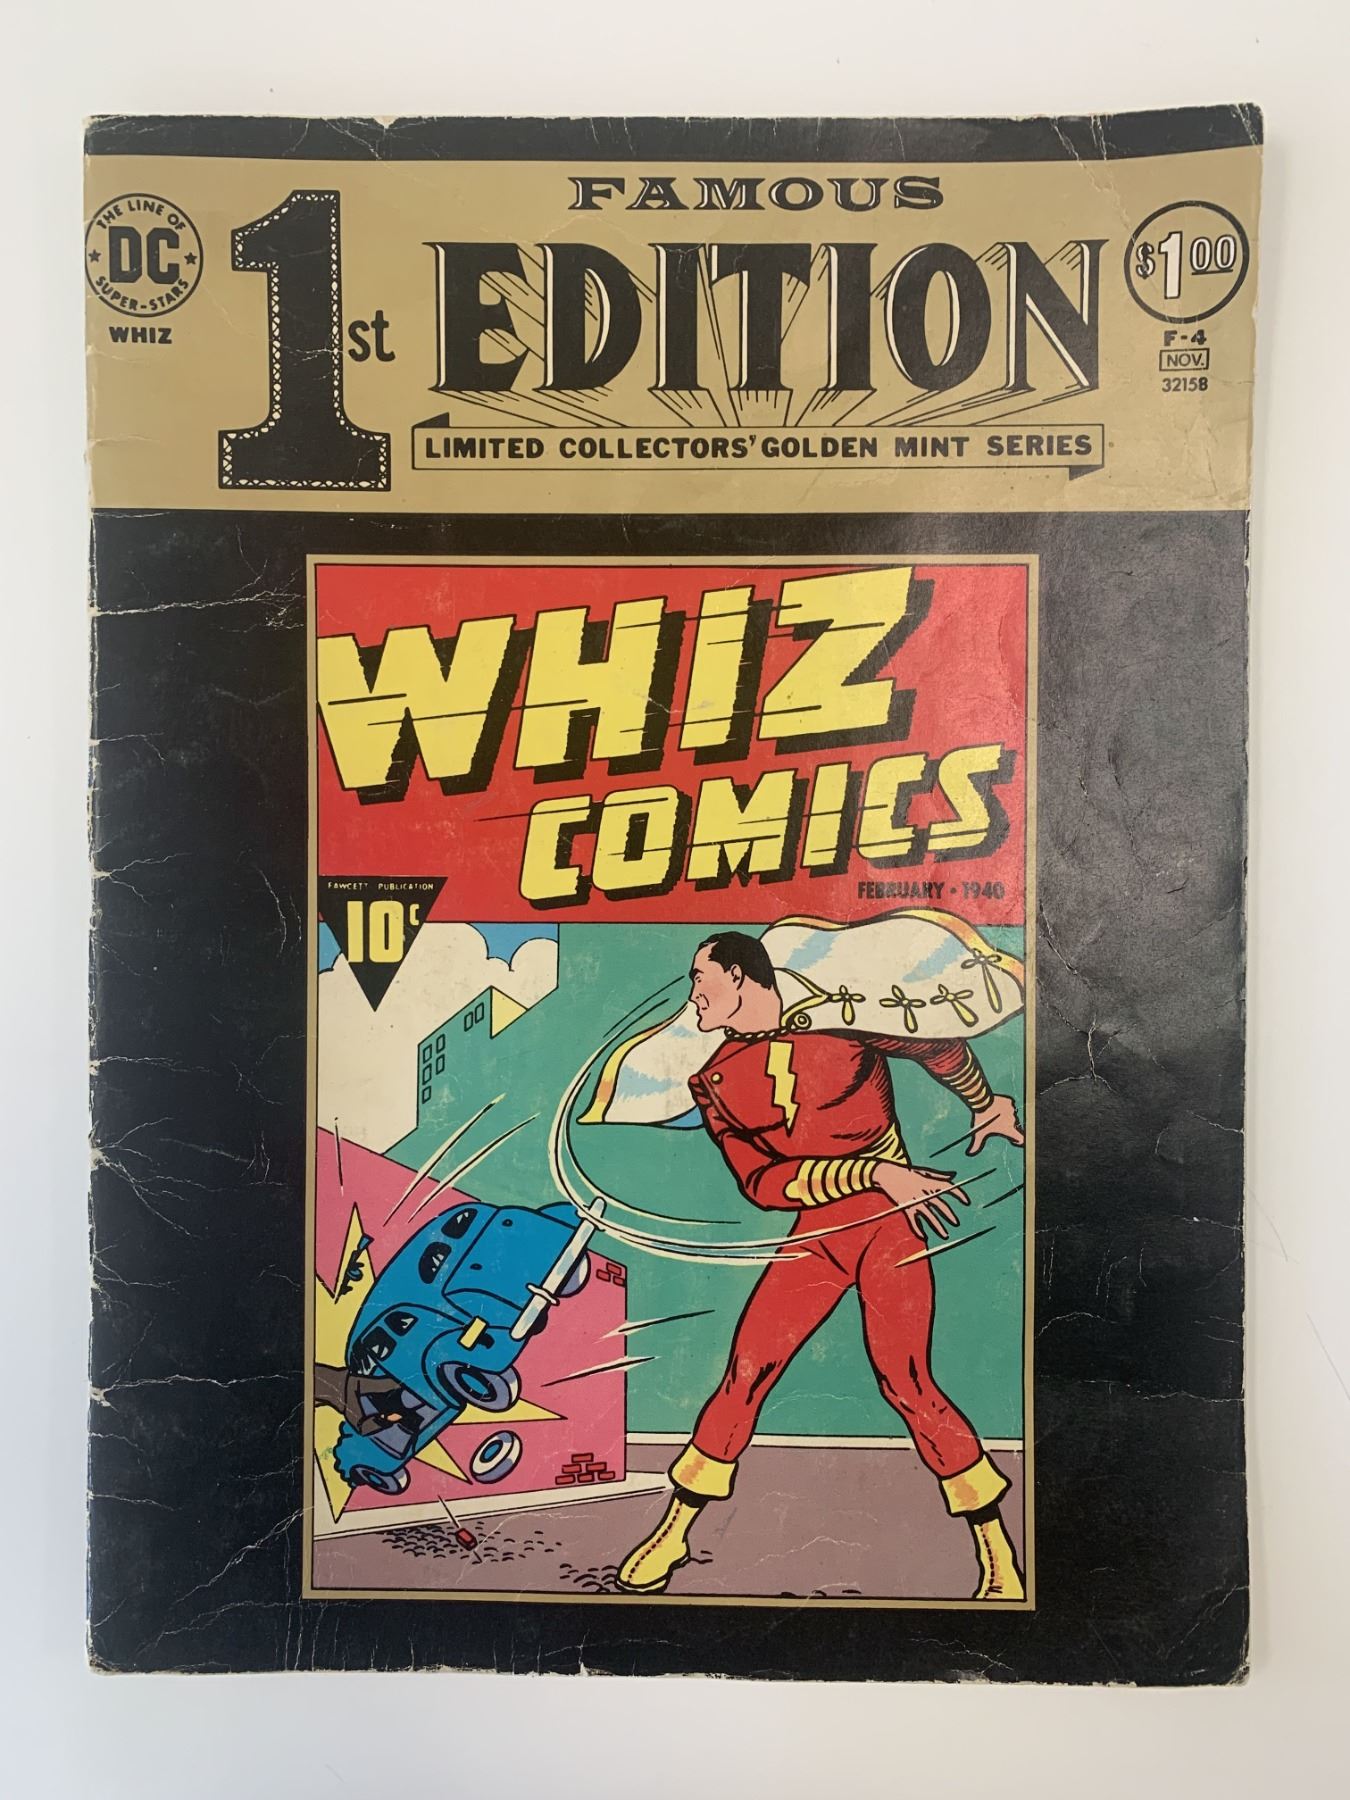 THE LINE OF
DC
SUPER-STARS
WHIZ
FAMOUS
1st EDITION
LIMITED COLLECTORS' GOLDEN MINT SERIES
$1.00
F-4
NOV.
32158
WHIZ
COMICS
FEBRUARY • 1940
FAWCETT PUBLICATION
10¢